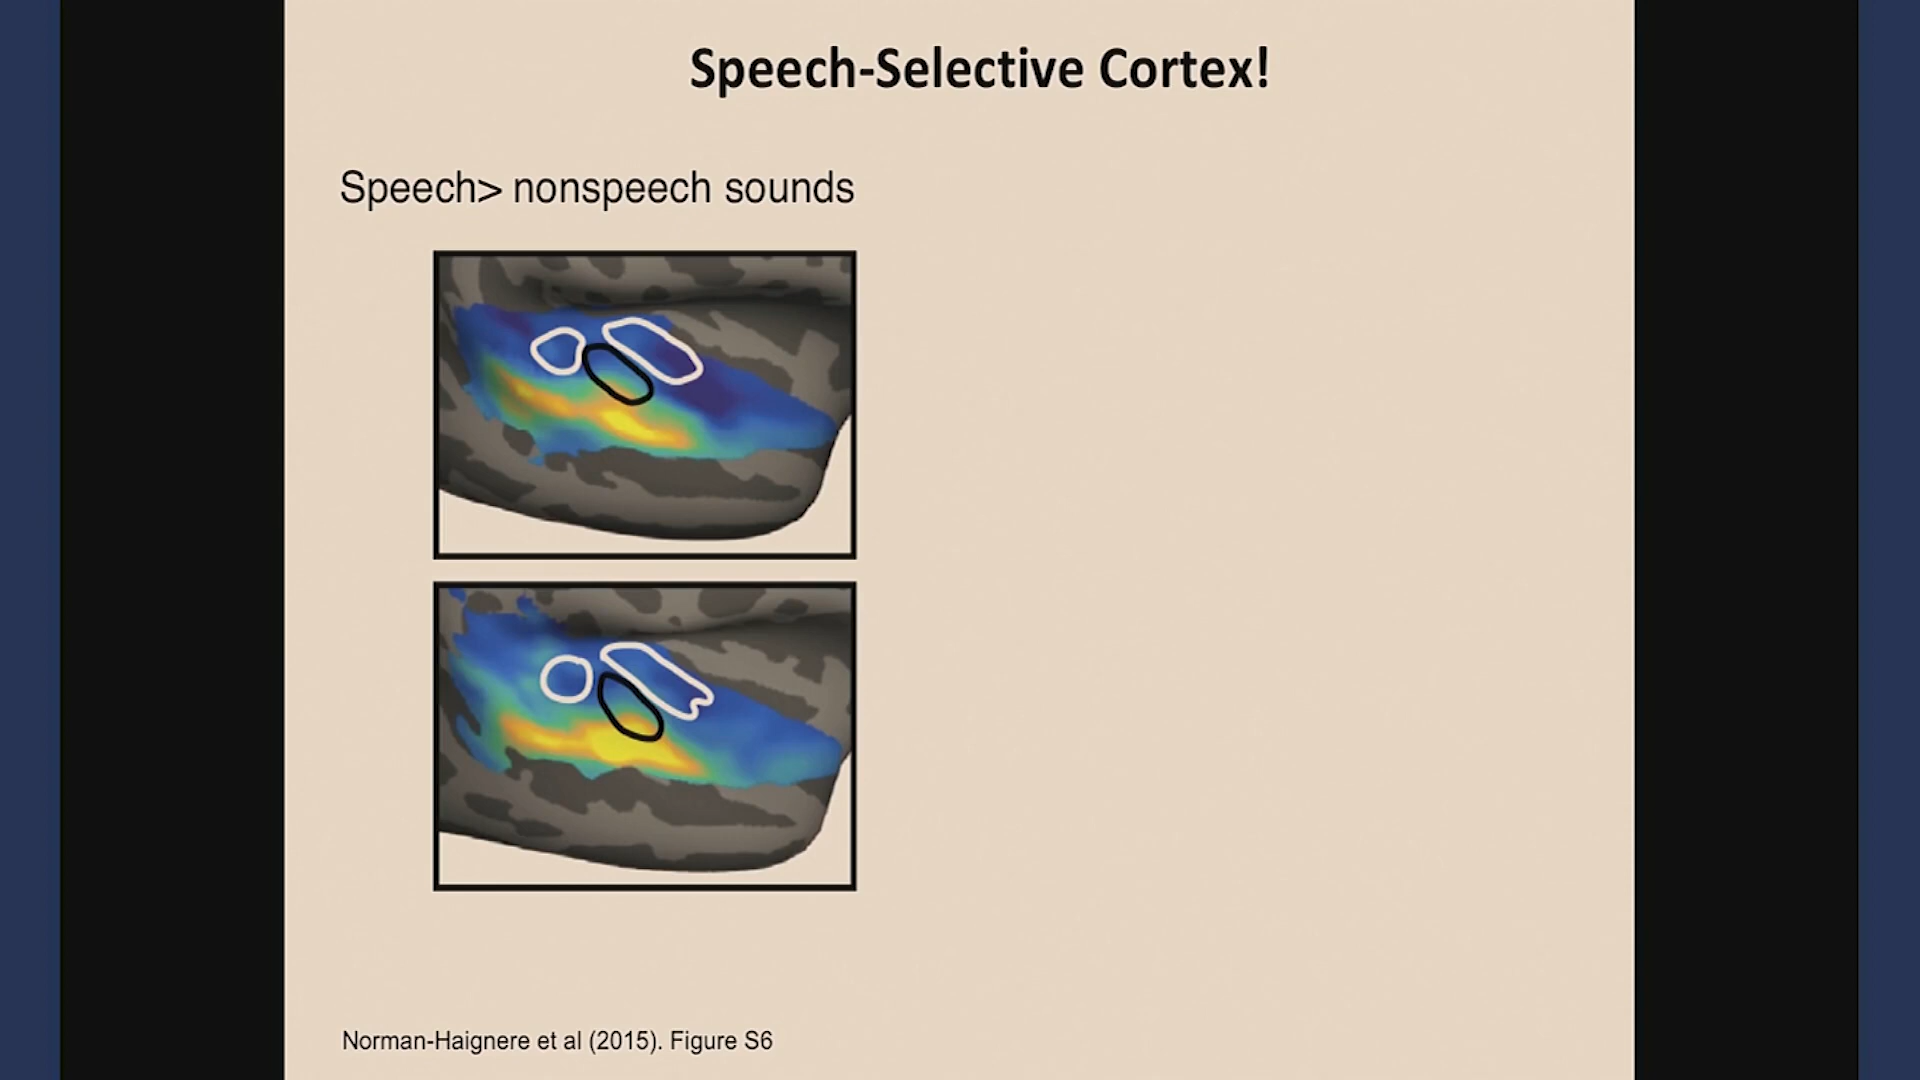 Speech-Selective Cortex!
Speech> nonspeech sounds
Norman-Haignere et al (2015). Figure S6